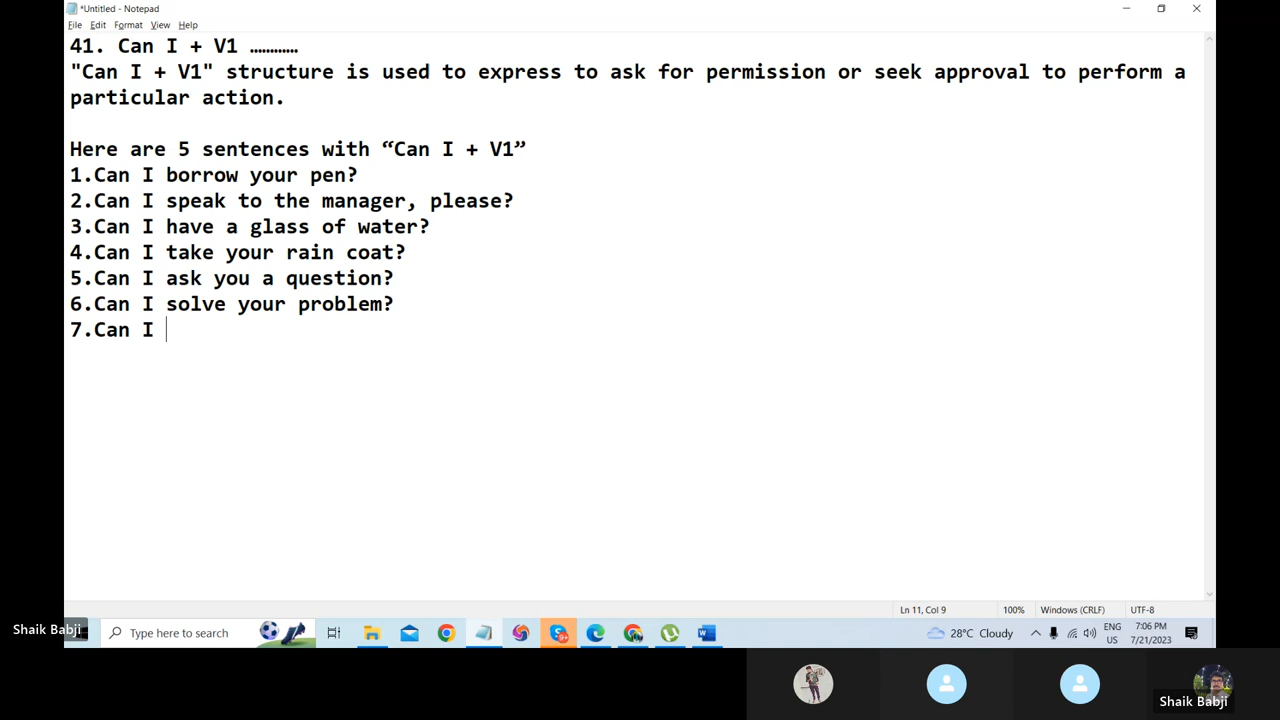 *Untitled - Notepad
File Edit Format View Help
41. Can I + V1 …………
"Can I + V1" structure is used to express to ask for permission or seek approval to perform a
particular action.
Here are 5 sentences with “Can I + V1”
1.Can I borrow your pen?
2.Can I speak to the manager, please?
3.Can I have a glass of water?
4.Can I take your rain coat?
5.Can I ask you a question?
6.Can I solve your problem?
7.Can I
Ln 11, Col 9 100% Windows (CRLF) UTF-8
Shaik Babji
Type here to search
28°C Cloudy
ENG
US
7:06 PM
7/21/2023
Shaik Babji